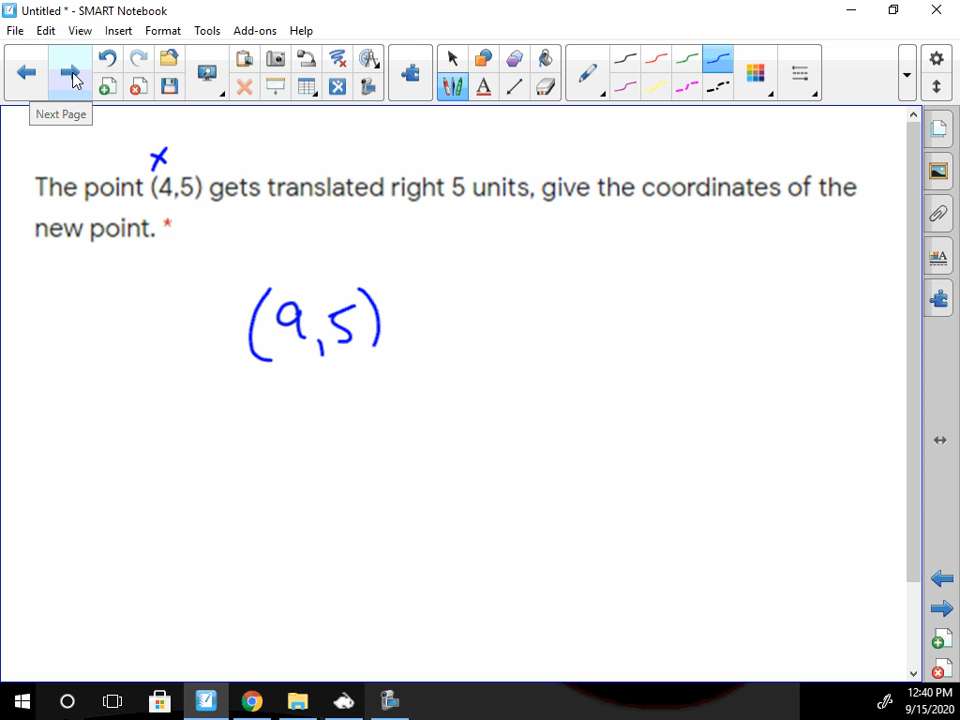 Untitled * - SMART Notebook
File Edit View Insert Format Tools Add-ons Help
Next Page
x
The point (4,5) gets translated right 5 units, give the coordinates of the
new point. *
(9,5)
12:40 PM
9/15/2020